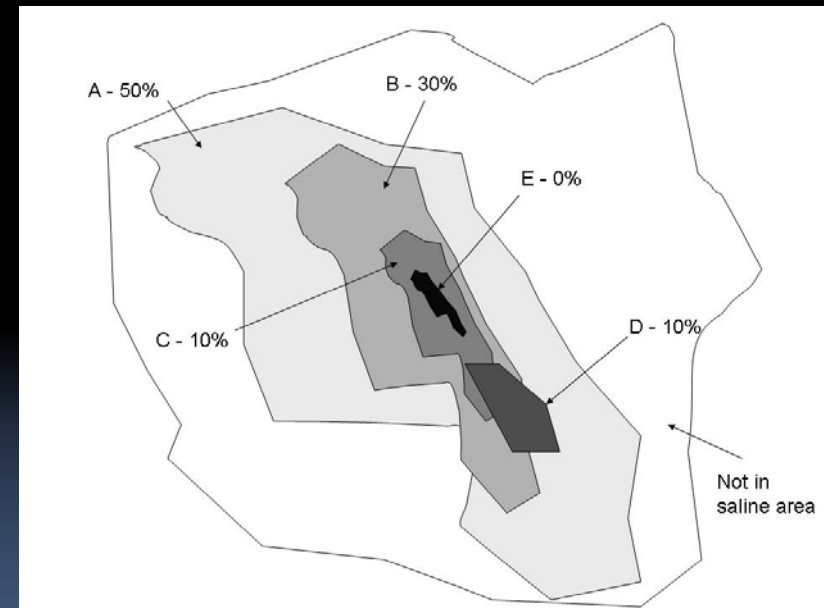 A - 50%
B - 30%
E - 0%
C - 10%
D - 10%
Not in
saline area